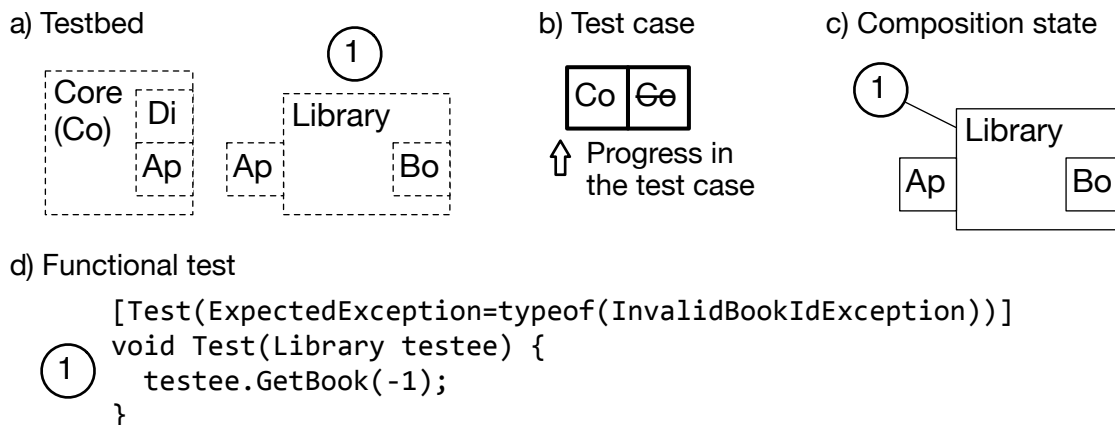 a) Testbed
b) Test case
c) Composition state
1
Core
(Co)
Di
Ap
Ap
Library
Bo
Co
Co
Progress in
the test case
1
Library
Ap
Bo
d) Functional test
[Test(ExpectedException=typeof(InvalidBookIdException))]
void Test(Library testee) {
testee.GetBook(-1);
}
1